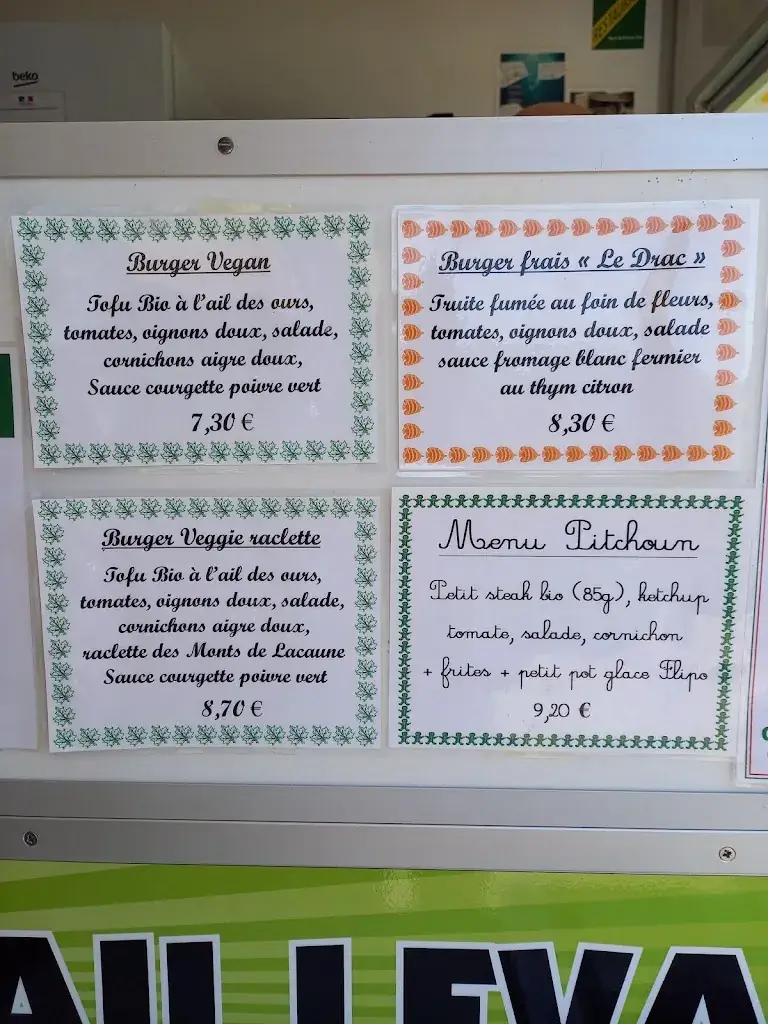 beko
RESTAURA
Burger Vegan
Tofu Bio à l'ail des ours,
tomates, oignons doux, salade,
cornichons aigre doux,
Sauce courgette poivre vert
7,30 €
Burger frais « Le Drac »
Truite fumée au foin de fleurs,
tomates, oignons doux, salade
sauce fromage blanc fermier
au thym citron
8,30 €
Burger Veggie raclette
Tofu Bio à l'ail des ours,
tomates, oignons doux, salade,
cornichons aigre doux,
raclette des Monts de Lacaune
Sauce courgette poivre vert
8,70 €
Menu Pitchoun
Petit steak bio (85g), ketchup
tomate, salade, cornichon
+ frites + petit pot glace Flipo
9,20 €
AILLEVA